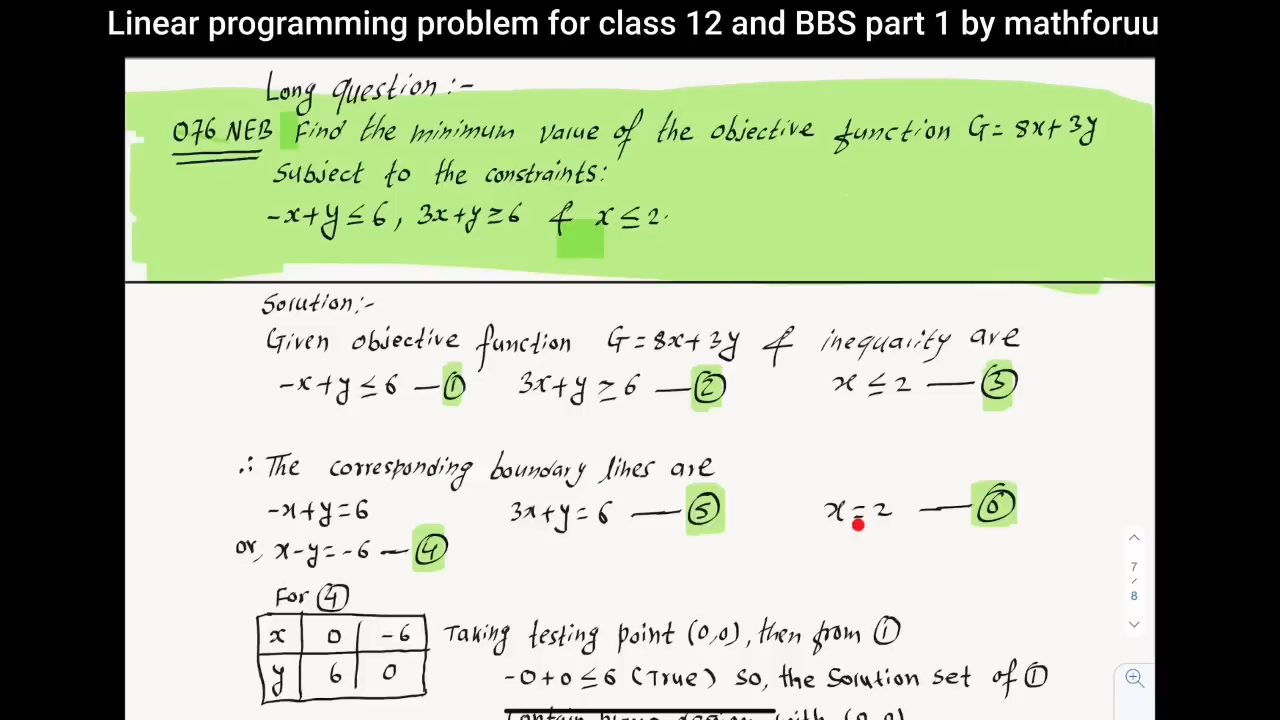 Linear programming problem for class 12 and BBS part 1 by mathforuu
Long question:-
076 NEB Find the minimum value of the objective function G= 8x+3y
subject to the constraints:
-x+y ≤ 6, 3x+y ≥ 6 & x ≤ 2.
Solution:-
Given objective function G=8x+3y & inequality are
-x+y ≤ 6 — ① 3x+y ≥ 6 — ② x ≤ 2 — ③
∴ The corresponding boundary lines are
-x+y=6 3x+y=6 — ⑤ x=2 — ⑥
or, x-y=-6 — ④
For ④
x 0 -6 Taking testing point (0,0), then from ①
y 6 0 -0+0 ≤ 6 (True) So, the solution set of ①
7
/
8